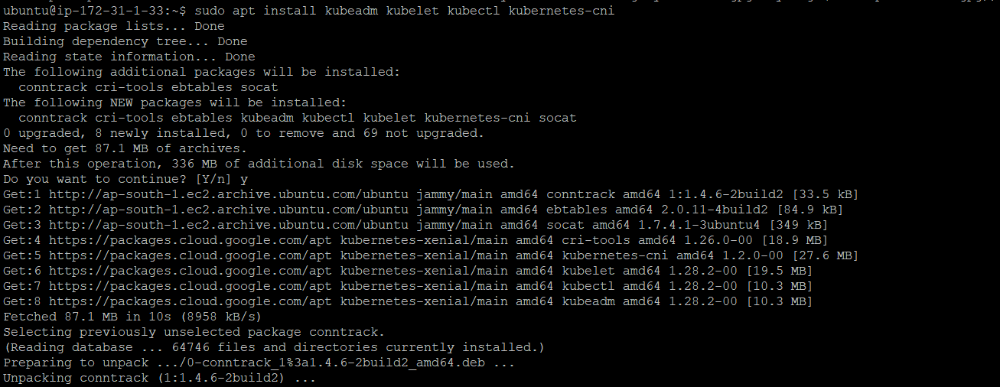 ubuntu@ip-172-31-1-33:~$ sudo apt install kubeadm kubelet kubectl kubernetes-cni
Reading package lists... Done
Building dependency tree... Done
Reading state information... Done
The following additional packages will be installed:
  conntrack cri-tools ebtables socat
The following NEW packages will be installed:
  conntrack cri-tools ebtables kubeadm kubectl kubelet kubernetes-cni socat
0 upgraded, 8 newly installed, 0 to remove and 69 not upgraded.
Need to get 87.1 MB of archives.
After this operation, 336 MB of additional disk space will be used.
Do you want to continue? [Y/n] y
Get:1 http://ap-south-1.ec2.archive.ubuntu.com/ubuntu jammy/main amd64 conntrack amd64 1:1.4.6-2build2 [33.5 kB]
Get:2 http://ap-south-1.ec2.archive.ubuntu.com/ubuntu jammy/main amd64 ebtables amd64 2.0.11-4build2 [84.9 kB]
Get:3 http://ap-south-1.ec2.archive.ubuntu.com/ubuntu jammy/main amd64 socat amd64 1.7.4.1-3ubuntu4 [349 kB]
Get:4 https://packages.cloud.google.com/apt kubernetes-xenial/main amd64 cri-tools amd64 1.26.0-00 [18.9 MB]
Get:5 https://packages.cloud.google.com/apt kubernetes-xenial/main amd64 kubernetes-cni amd64 1.2.0-00 [27.6 MB]
Get:6 https://packages.cloud.google.com/apt kubernetes-xenial/main amd64 kubelet amd64 1.28.2-00 [19.5 MB]
Get:7 https://packages.cloud.google.com/apt kubernetes-xenial/main amd64 kubectl amd64 1.28.2-00 [10.3 MB]
Get:8 https://packages.cloud.google.com/apt kubernetes-xenial/main amd64 kubeadm amd64 1.28.2-00 [10.3 MB]
Fetched 87.1 MB in 10s (8958 kB/s)
Selecting previously unselected package conntrack.
(Reading database ... 64746 files and directories currently installed.)
Preparing to unpack .../0-conntrack_1%3a1.4.6-2build2_amd64.deb ...
Unpacking conntrack (1:1.4.6-2build2) ...